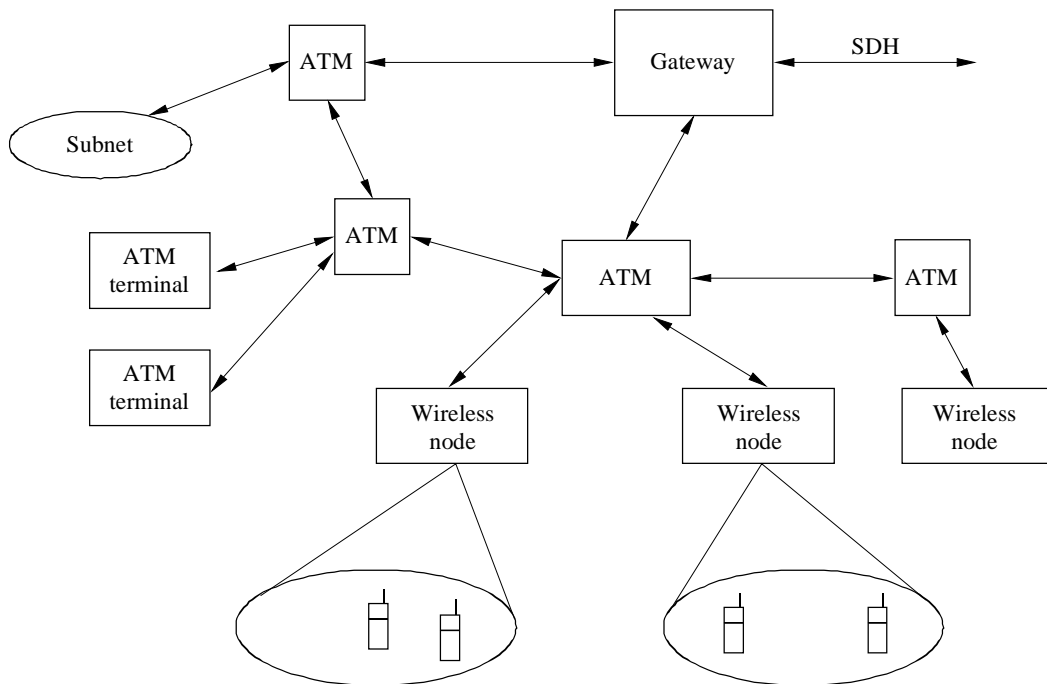 SDH
ATM
Gateway
Subnet
ATM
ATM
terminal
ATM
ATM
ATM
terminal
Wireless
node
Wireless
node
Wireless
node